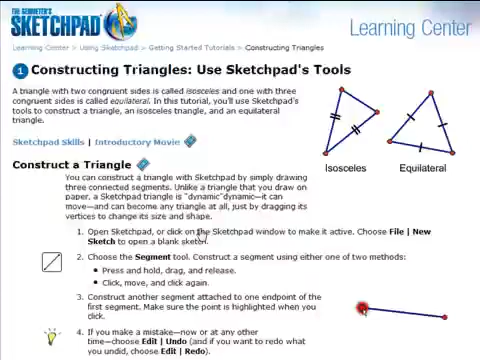 THE GEOMETER'S
SKETCHPAD
Learning Center
Learning Center > Using Sketchpad > Getting Started Tutorials > Constructing Triangles
1 Constructing Triangles: Use Sketchpad's Tools
A triangle with two congruent sides is called isosceles and one with three
congruent sides is called equilateral. In this tutorial, you'll use Sketchpad's
tools to construct a triangle, an isosceles triangle, and an equilateral
triangle.
Sketchpad Skills | Introductory Movie
Isosceles
Equilateral
Construct a Triangle
You can construct a triangle with Sketchpad by simply drawing
three connected segments. Unlike a triangle that you draw on
paper, a Sketchpad triangle is "dynamic"dynamic—it can
move—and can become any triangle at all, just by dragging its
vertices to change its size and shape.
1. Open Sketchpad, or click on the Sketchpad window to make it active. Choose File | New
Sketch to open a blank sketch.
2. Choose the Segment tool. Construct a segment using either one of two methods:
• Press and hold, drag, and release.
• Click, move, and click again.
3. Construct another segment attached to one endpoint of the
first segment. Make sure the point is highlighted when you
click.
4. If you make a mistake—now or at any other
time—choose Edit | Undo (and if you want to redo what
you undid, choose Edit | Redo).